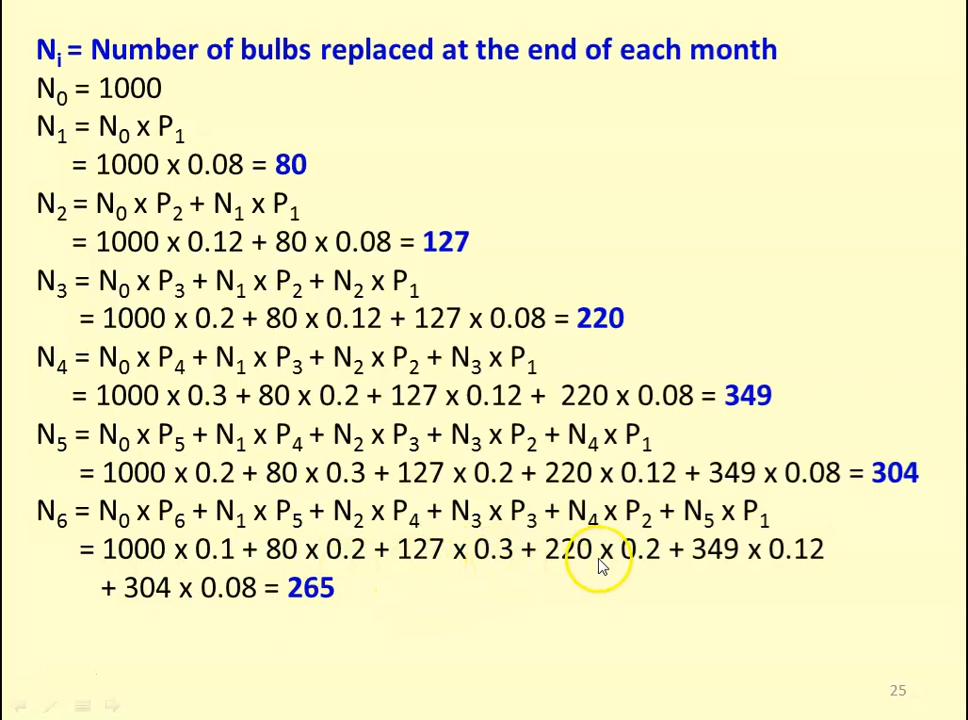 Nᵢ = Number of bulbs replaced at the end of each month
N₀ = 1000
N₁ = N₀ x P₁
= 1000 x 0.08 = 80
N₂ = N₀ x P₂ + N₁ x P₁
= 1000 x 0.12 + 80 x 0.08 = 127
N₃ = N₀ x P₃ + N₁ x P₂ + N₂ x P₁
= 1000 x 0.2 + 80 x 0.12 + 127 x 0.08 = 220
N₄ = N₀ x P₄ + N₁ x P₃ + N₂ x P₂ + N₃ x P₁
= 1000 x 0.3 + 80 x 0.2 + 127 x 0.12 + 220 x 0.08 = 349
N₅ = N₀ x P₅ + N₁ x P₄ + N₂ x P₃ + N₃ x P₂ + N₄ x P₁
= 1000 x 0.2 + 80 x 0.3 + 127 x 0.2 + 220 x 0.12 + 349 x 0.08 = 304
N₆ = N₀ x P₆ + N₁ x P₅ + N₂ x P₄ + N₃ x P₃ + N₄ x P₂ + N₅ x P₁
= 1000 x 0.1 + 80 x 0.2 + 127 x 0.3 + 220 x 0.2 + 349 x 0.12
+ 304 x 0.08 = 265
25